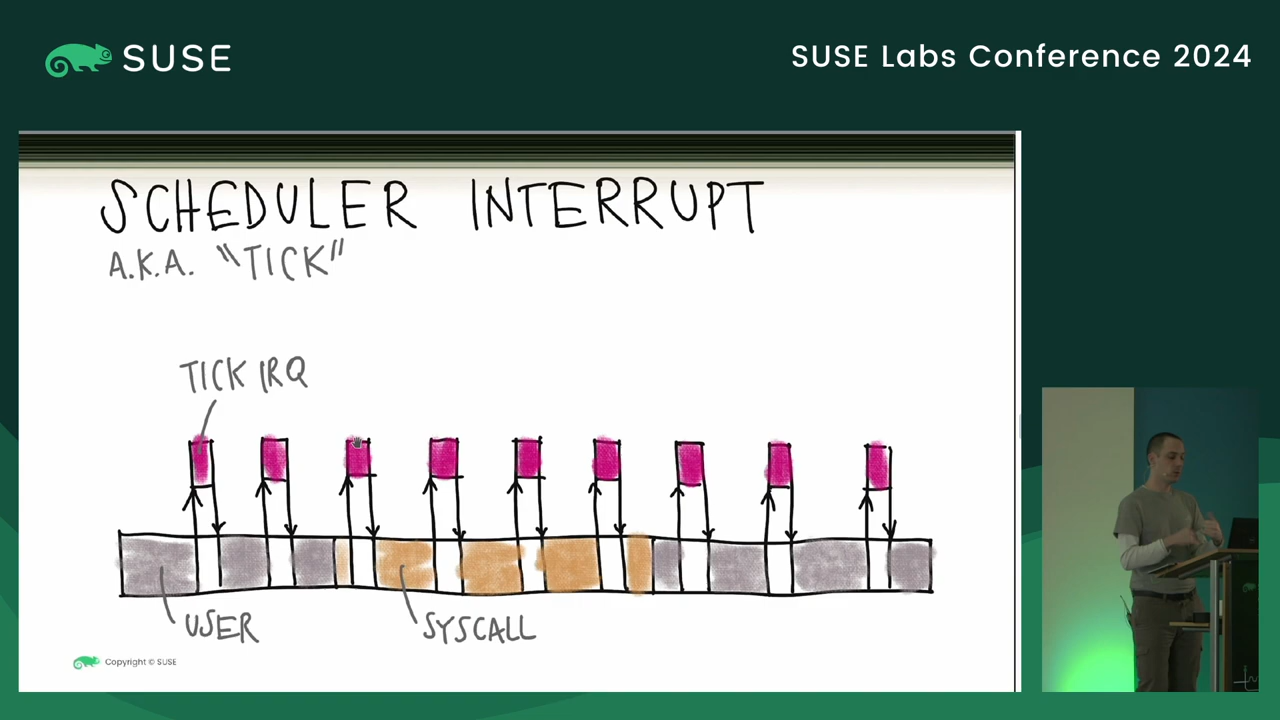 SUSE
SUSE Labs Conference 2024
SCHEDULER INTERRUPT
A.K.A. "TICK"
TICK IRQ
USER
SYSCALL
Copyright © SUSE